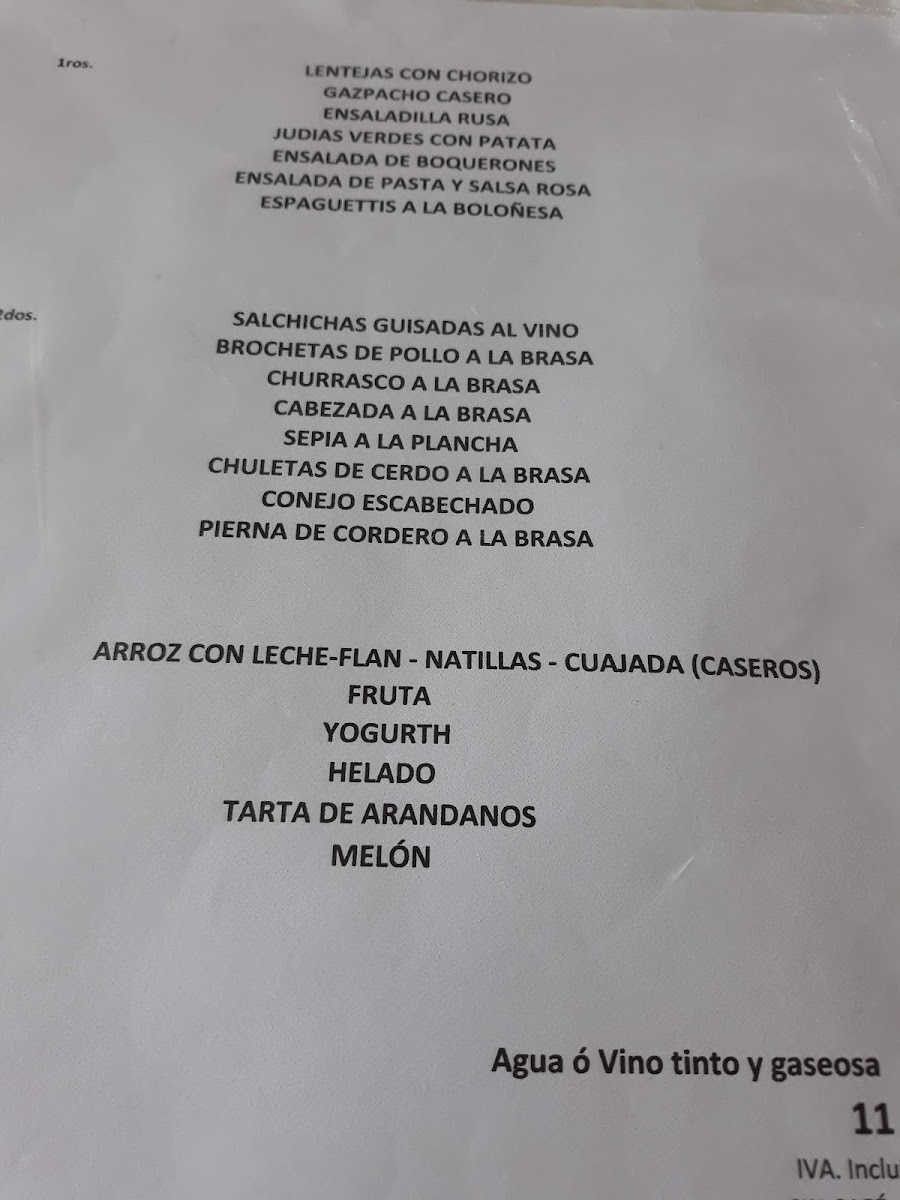 1ros.
LENTEJAS CON CHORIZO
GAZPACHO CASERO
ENSALADILLA RUSA
JUDIAS VERDES CON PATATA
ENSALADA DE BOQUERONES
ENSALADA DE PASTA Y SALSA ROSA
ESPAGUETTIS A LA BOLOÑESA
2dos.
SALCHICHAS GUISADAS AL VINO
BROCHETAS DE POLLO A LA BRASA
CHURRASCO A LA BRASA
CABEZADA A LA BRASA
SEPIA A LA PLANCHA
CHULETAS DE CERDO A LA BRASA
CONEJO ESCABECHADO
PIERNA DE CORDERO A LA BRASA
ARROZ CON LECHE-FLAN - NATILLAS - CUAJADA (CASEROS)
FRUTA
YOGURTH
HELADO
TARTA DE ARANDANOS
MELÓN
Agua ó Vino tinto y gaseosa
11
IVA. Inclu